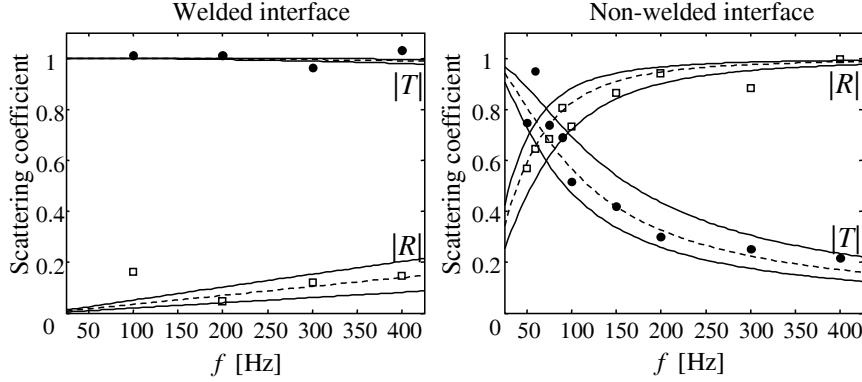 Welded interface
Scattering coefficient
1
0.8
0.6
0.4
0.2
0
|T|
|R|
50 100 150 200 250 300 350 400
f [Hz]
Non-welded interface
Scattering coefficient
1
0.8
0.6
0.4
0.2
0
|R|
|T|
50 100 150 200 250 300 350 400
f [Hz]